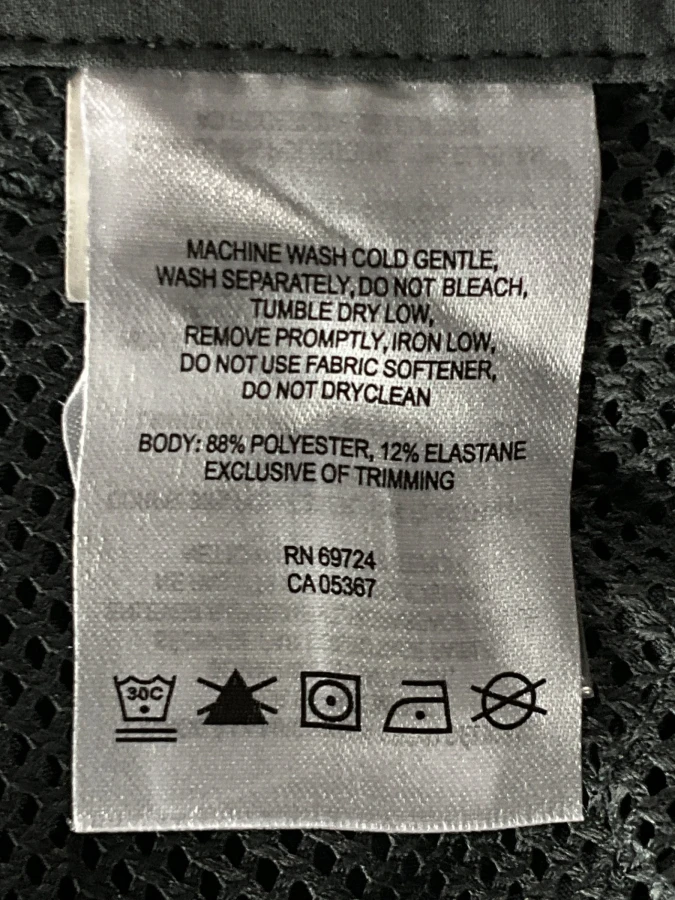 MACHINE WASH COLD GENTLE,
WASH SEPARATELY, DO NOT BLEACH,
TUMBLE DRY LOW,
REMOVE PROMPTLY, IRON LOW,
DO NOT USE FABRIC SOFTENER,
DO NOT DRYCLEAN
BODY: 88% POLYESTER, 12% ELASTANE
EXCLUSIVE OF TRIMMING
RN 69724
CA 05367
30C